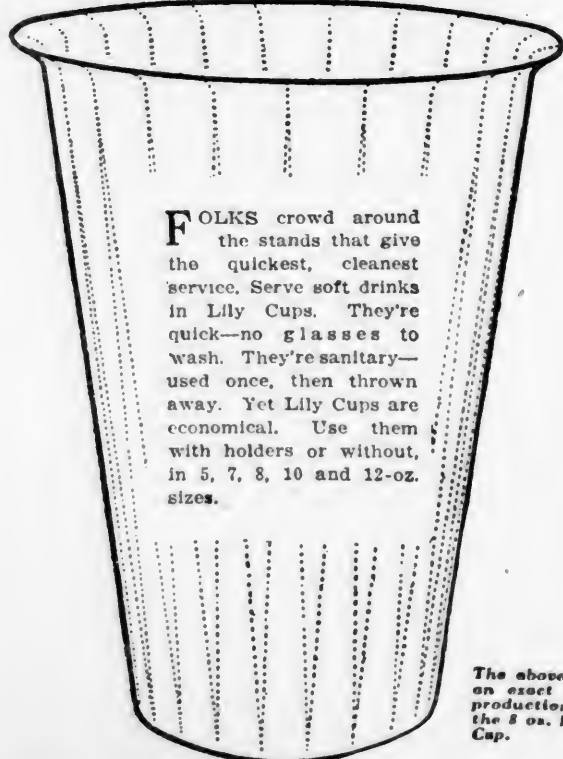 FOLKS crowd around
the stands that give
the quickest, cleanest
service, Serve soft drinks
in Lily Cups. They're
quick—no glasses to
wash. They're sanitary—
used once, then thrown
away. Yet Lily Cups are
economical. Use them
with holders or without,
in 5, 7, 8, 10 and 12-oz.
sizes.
The above
an exact
production
the 8 oz.
Cup.